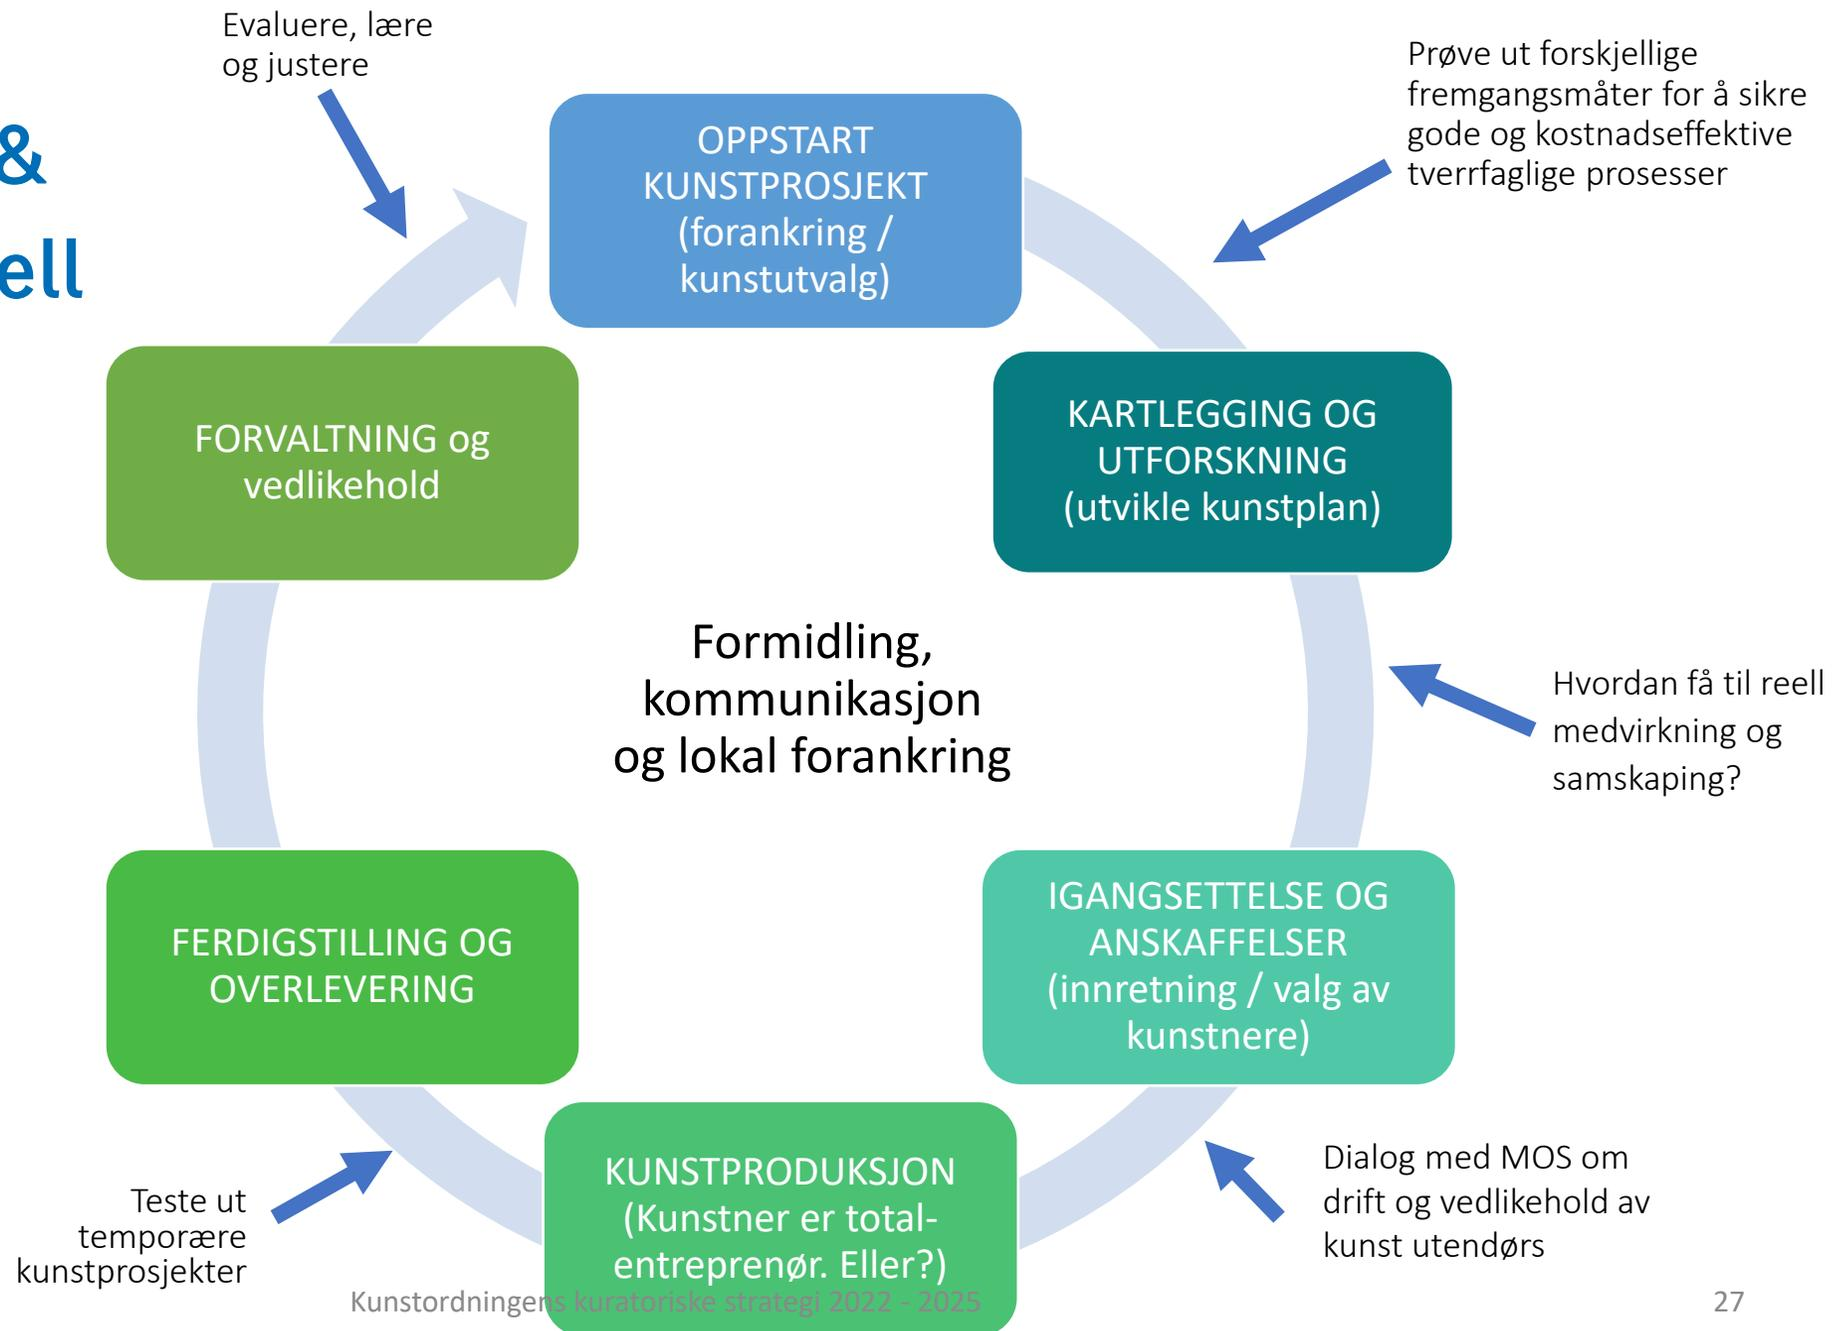 &
ell
Evaluere, lære
og justere
OPPSTART
KUNSTPROSJEKT
(forankring /
kunstutvalg)
Prøve ut forskjellige
fremgangsmåter for å sikre
gode og kostnadseffektive
tverrfaglige prosesser
KARTLEGGING OG
UTFORSKNING
(utvikle kunstplan)
Hvordan få til reell
medvirkning og
samskaping?
IGANGSETTELSE OG
ANSKAFFELSER
(innretning / valg av
kunstnere)
Dialog med MOS om
drift og vedlikehold av
kunst utendørs
KUNSTPRODUKSJON
(Kunstner er total-
entreprenør. Eller?)
Teste ut
temporære
kunstprosjekter
FERDIGSTILLING OG
OVERLEVERING
FORVALTNING og
vedlikehold
Formidling,
kommunikasjon
og lokal forankring
Kunstordningens kuratoriske strategi 2022 - 2025
27